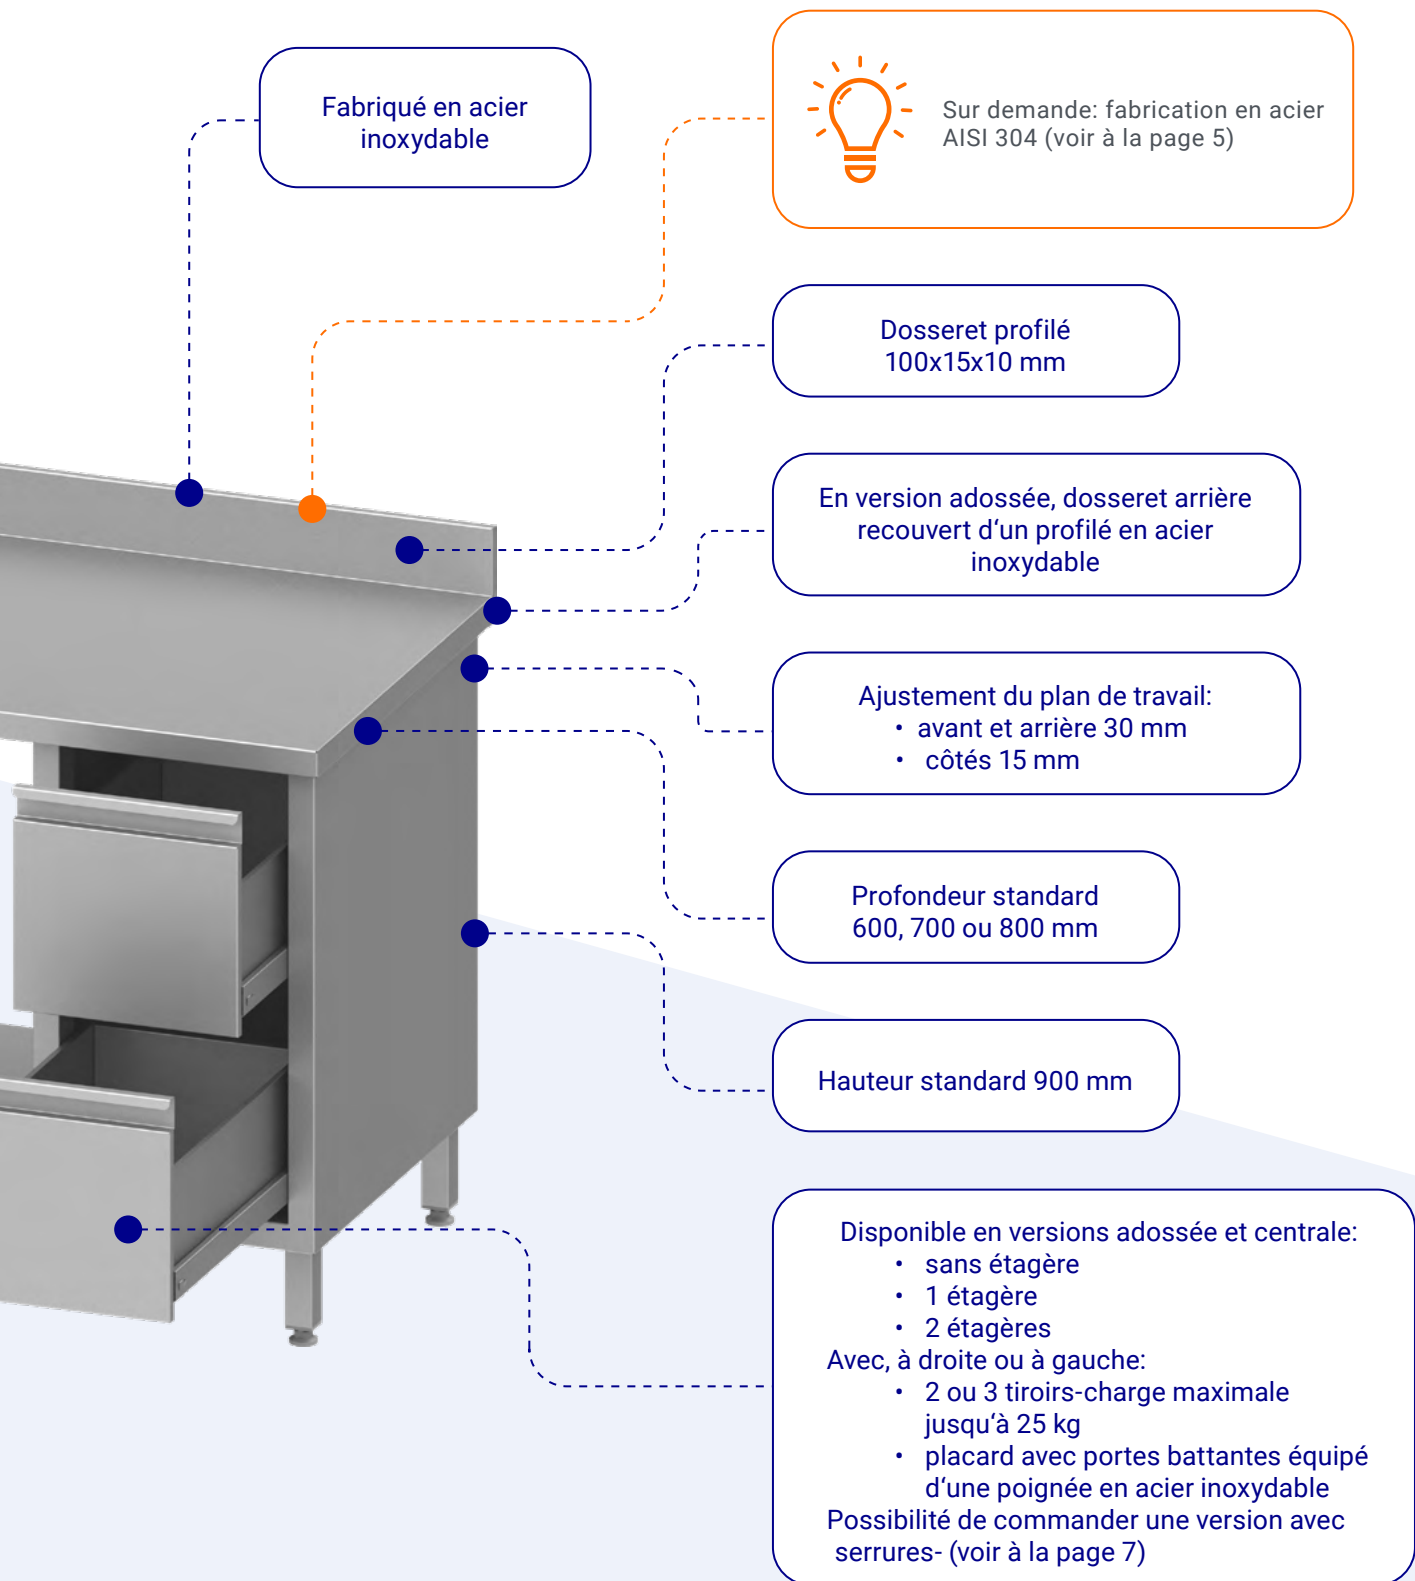 Fabriqué en acier
inoxydable
Sur demande: fabrication en acier
AISI 304 (voir à la page 5)
Dosseret profilé
100x15x10 mm
En version adossée, dosseret arrière
recouvert d‘un profilé en acier
inoxydable
Ajustement du plan de travail:
• avant et arrière 30 mm
• côtés 15 mm
Profondeur standard
600, 700 ou 800 mm
Hauteur standard 900 mm
Disponible en versions adossée et centrale:
• sans étagère
• 1 étagère
• 2 étagères
Avec, à droite ou à gauche:
• 2 ou 3 tiroirs-charge maximale
jusqu‘à 25 kg
• placard avec portes battantes équipé
d‘une poignée en acier inoxydable
Possibilité de commander une version avec
serrures- (voir à la page 7)